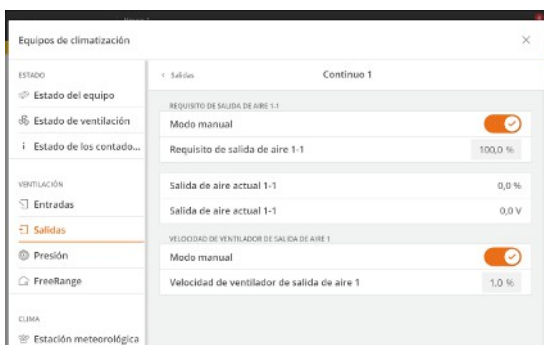 Equipos de climatización
ESTADO
Estado del equipo
Estado de ventilación
Estado de los contado...
VENTILACIÓN
Entradas
Salidas
Presión
FreeRange
CLIMA
Estación meteorológica
< Salidas
Continuo 1
REQUISITO DE SALIDA DE AIRE 1-1
Modo manual
Requisito de salida de aire 1-1 100,0 %
Salida de aire actual 1-1 0,0 %
Salida de aire actual 1-1 0,0 V
VELOCIDAD DE VENTILADOR DE SALIDA DE AIRE 1
Modo manual
Velocidad de ventilador de salida de aire 1 1,0 %